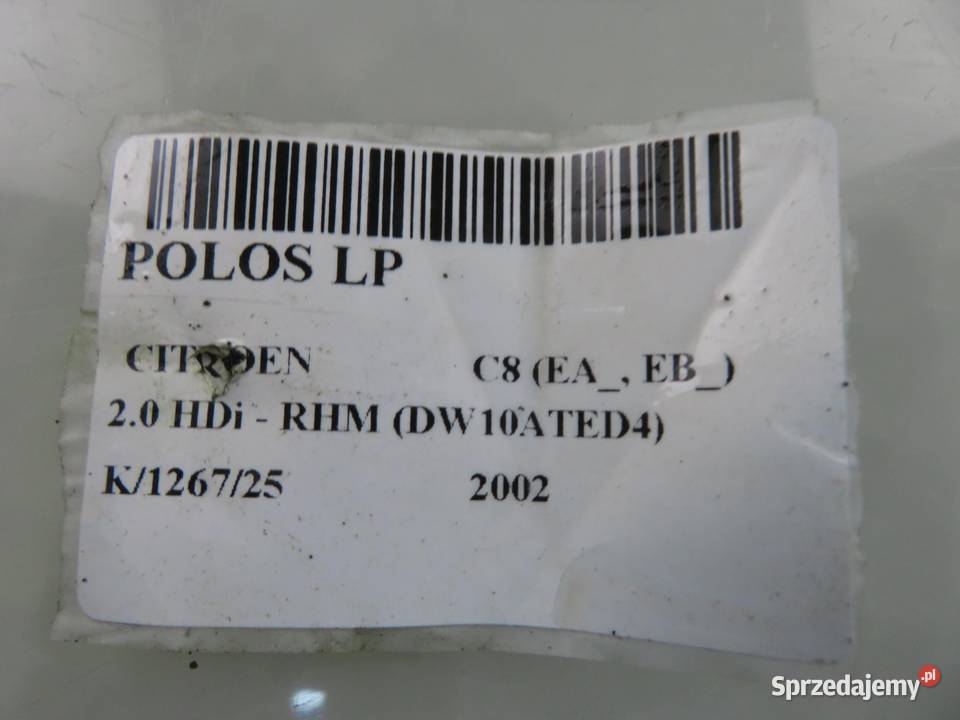 POLOS LP
CITROEN C8 (EA_, EB_)
2.0 HDi - RHM (DW10ATED4)
K/1267/25 2002
Sprzedajemy.pl